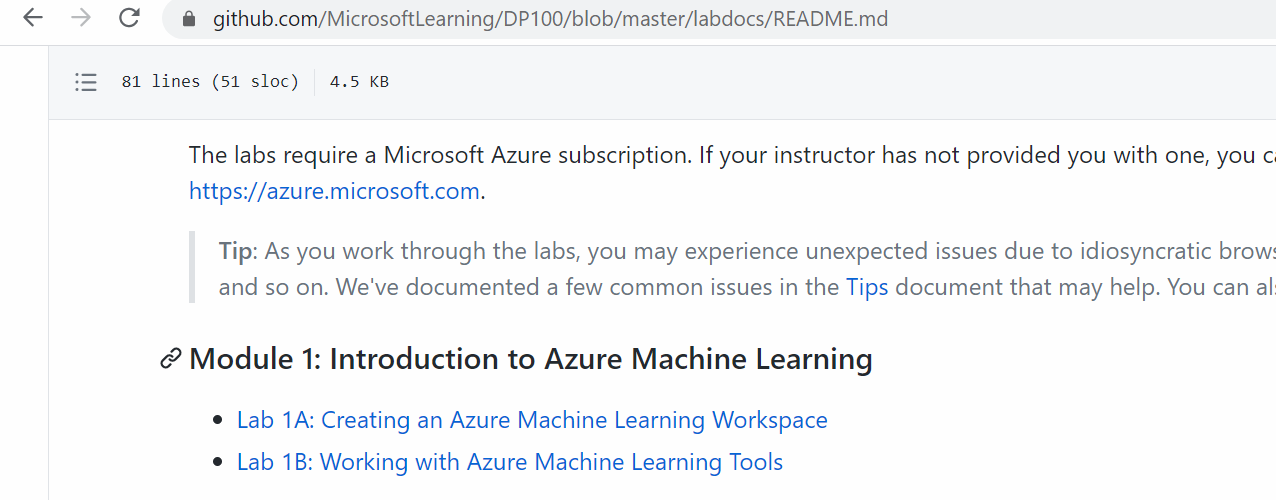 github.com/MicrosoftLearning/DP100/blob/master/labdocs/README.md
81 lines (51 sloc) 4.5 KB
The labs require a Microsoft Azure subscription. If your instructor has not provided you with one, you
https://azure.microsoft.com.
Tip: As you work through the labs, you may experience unexpected issues due to idiosyncratic
and so on. We've documented a few common issues in the Tips document that may help. You can
Module 1: Introduction to Azure Machine Learning
Lab 1A: Creating an Azure Machine Learning Workspace
Lab 1B: Working with Azure Machine Learning Tools